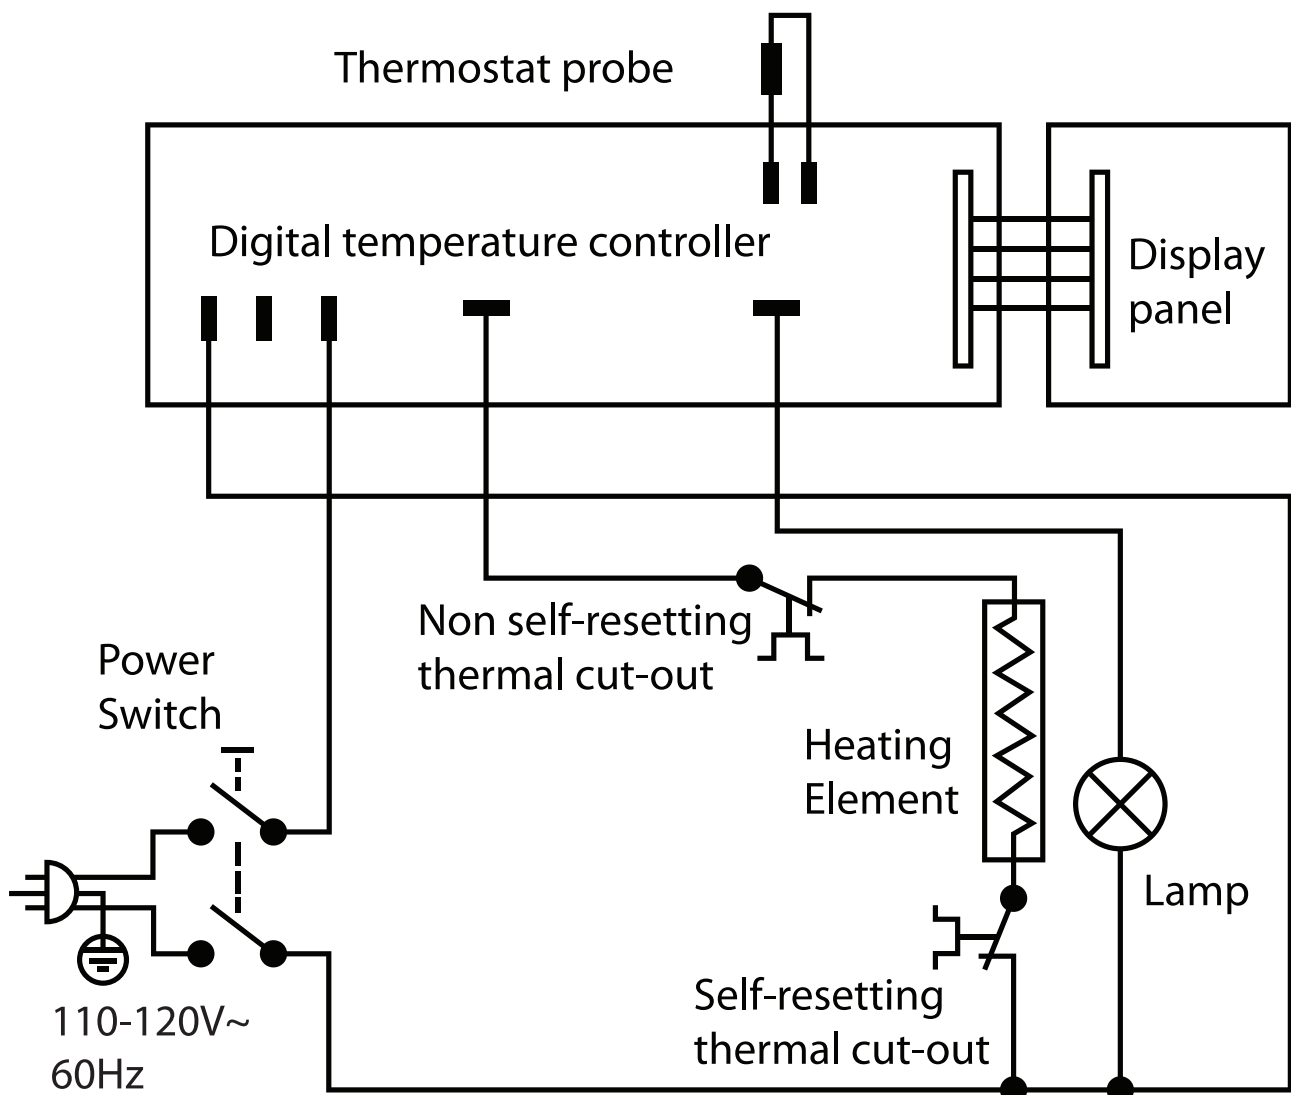 Thermostat probe
Digital temperature controller
Display
panel
Non self-resetting
thermal cut-out
Power
Switch
Heating
Element
Lamp
Self-resetting
thermal cut-out
110-120V~
60Hz